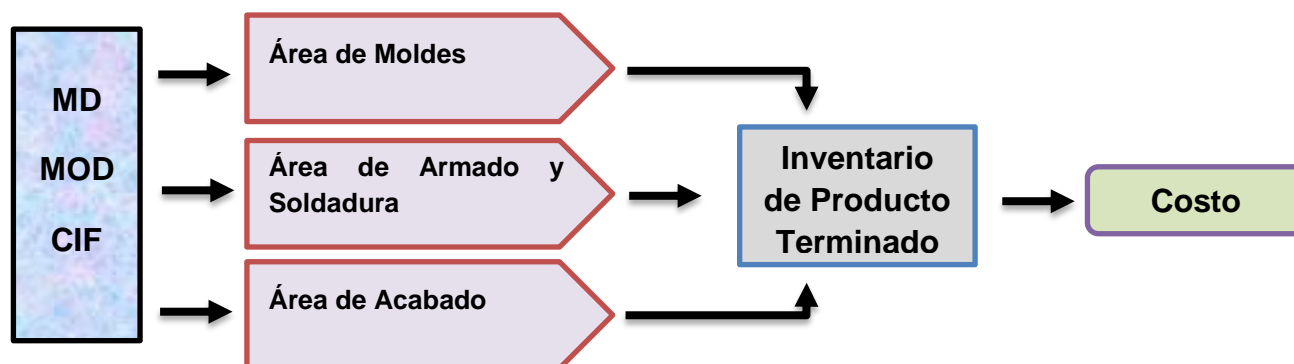 MD
MOD
CIF
Área de Moldes
Área de Armado y
Soldadura
Área de Acabado
Inventario
de Producto
Terminado
Costo